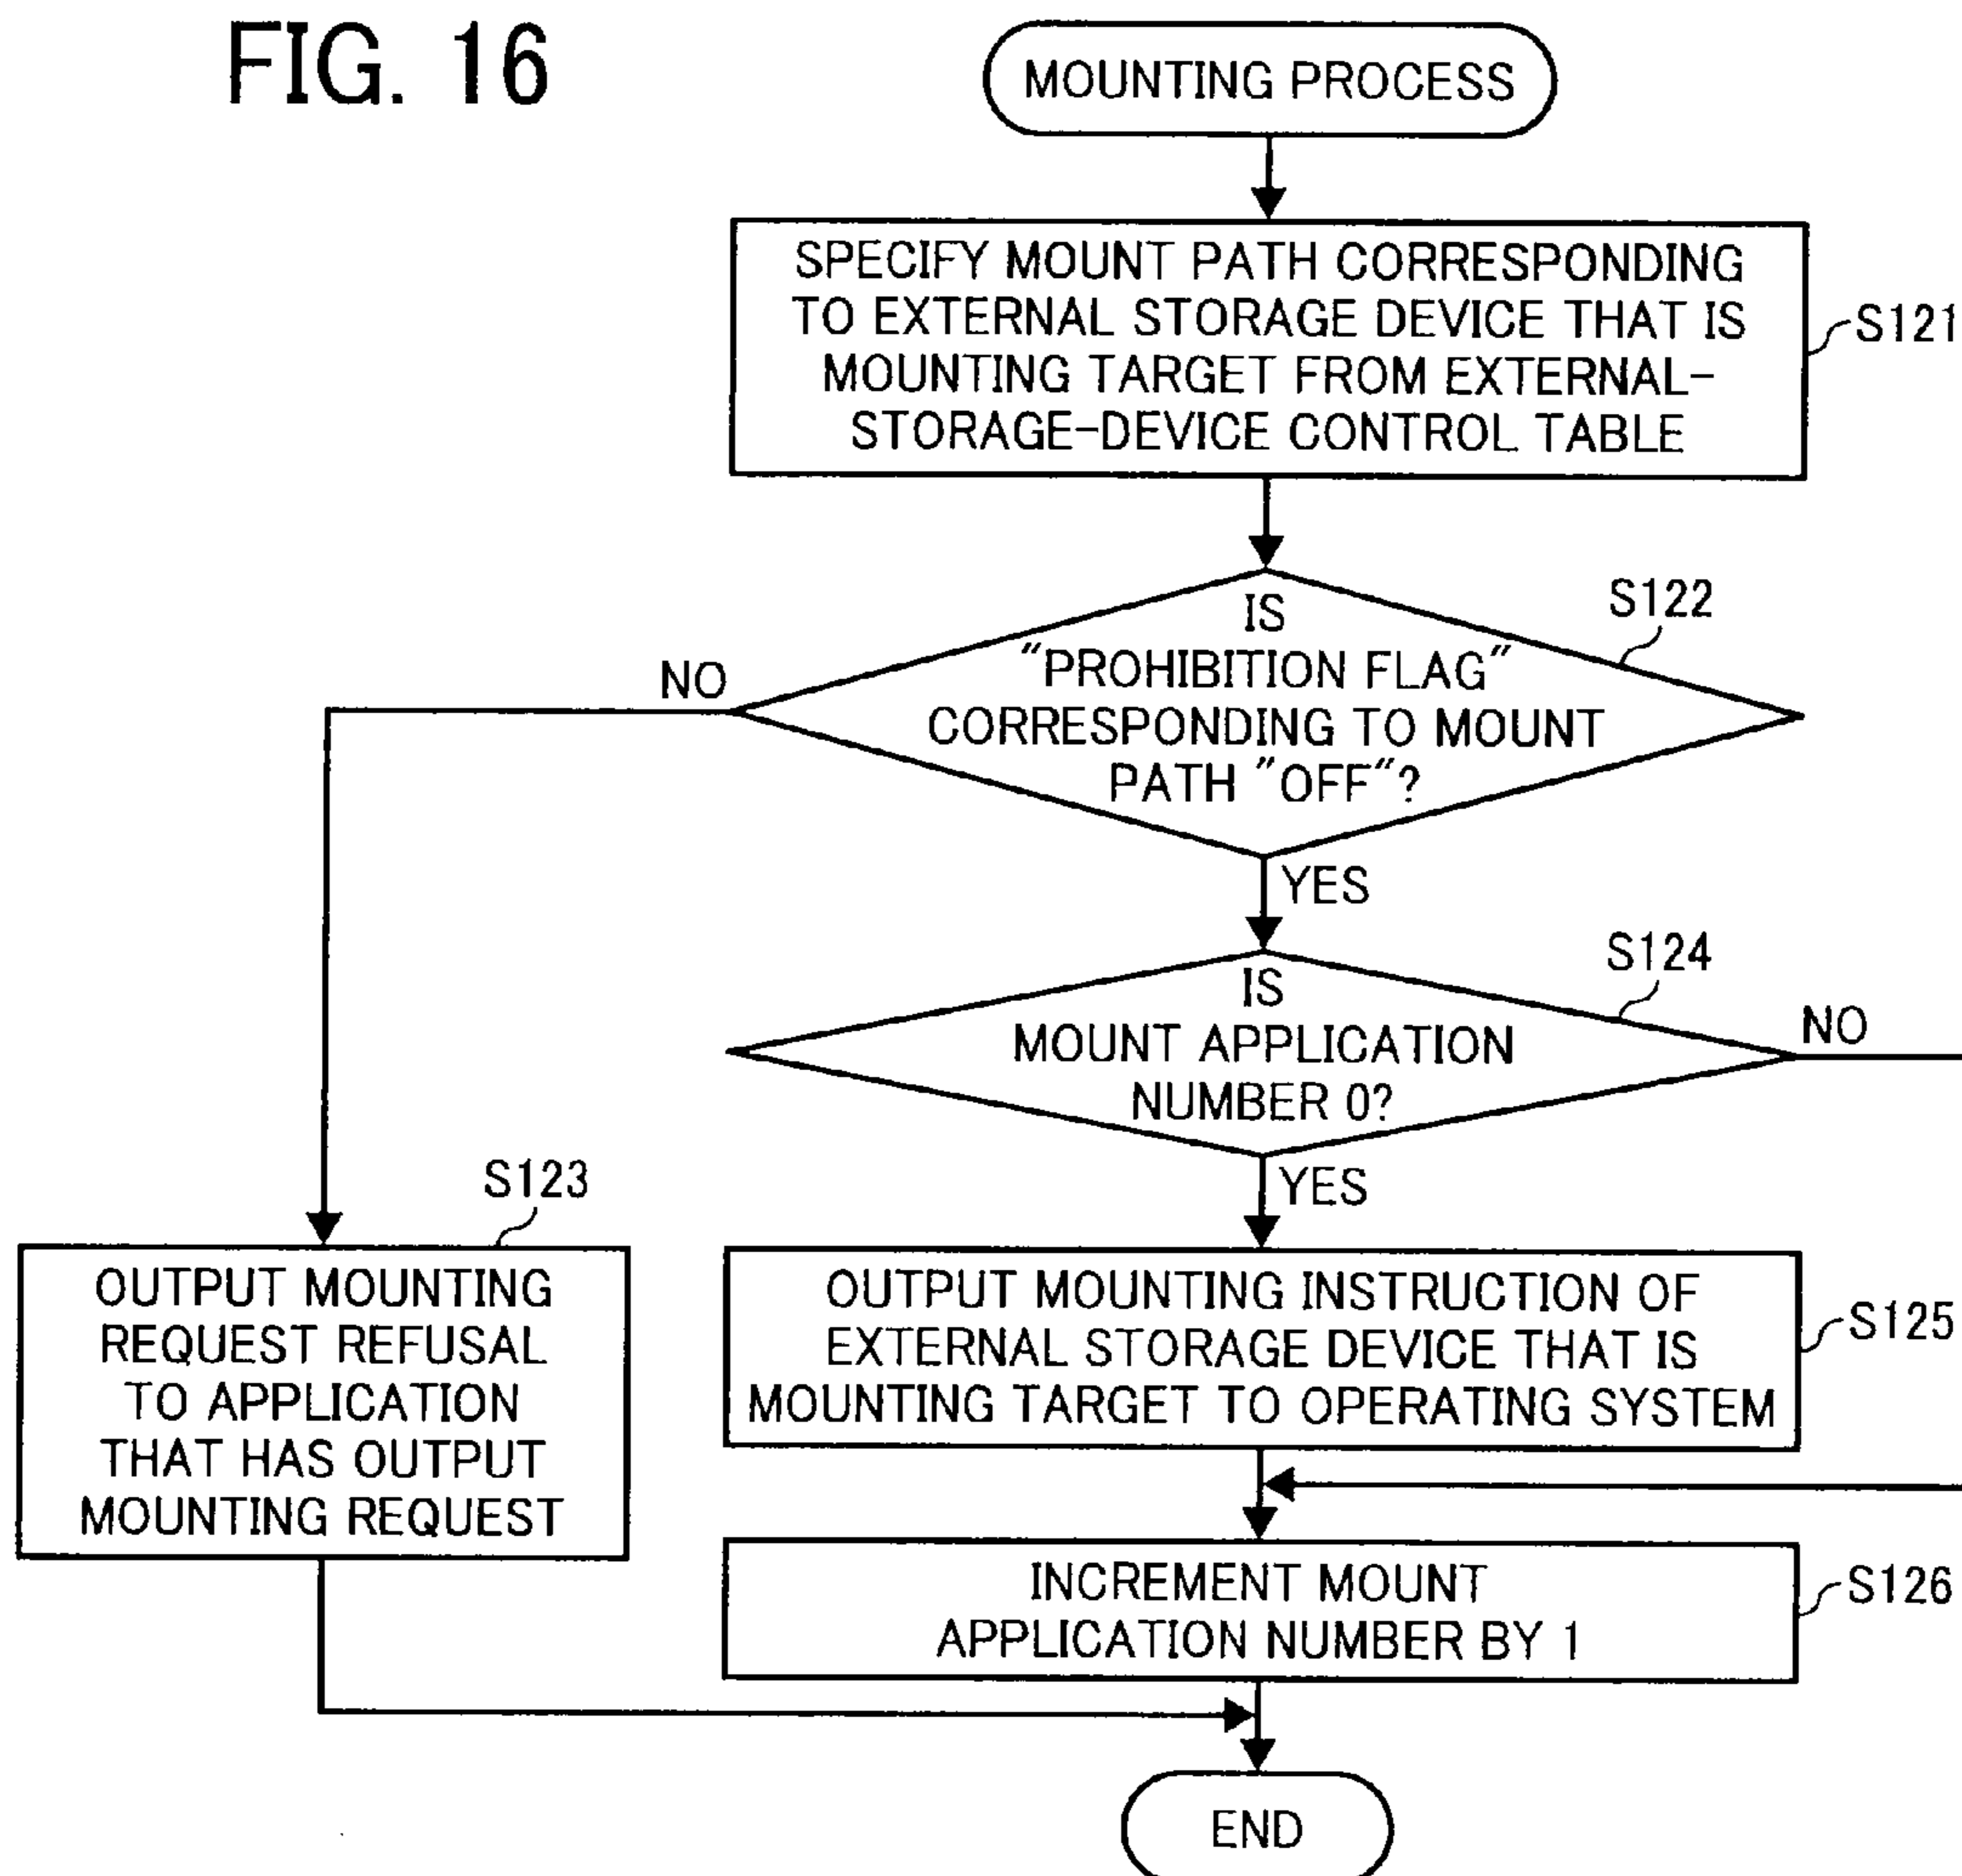 FIG. 16
MOUNTING PROCESS
SPECIFY MOUNT PATH CORRESPONDING
TO EXTERNAL STORAGE DEVICE THAT IS
MOUNTING TARGET FROM EXTERNAL-
STORAGE-DEVICE CONTROL TABLE
S121
IS
"PROHIBITION FLAG"
CORRESPONDING TO MOUNT
PATH "OFF"?
S122
NO
YES
IS
MOUNT APPLICATION
NUMBER 0?
S124
NO
YES
S123
OUTPUT MOUNTING
REQUEST REFUSAL
TO APPLICATION
THAT HAS OUTPUT
MOUNTING REQUEST
OUTPUT MOUNTING INSTRUCTION OF
EXTERNAL STORAGE DEVICE THAT IS
MOUNTING TARGET TO OPERATING SYSTEM
S125
INCREMENT MOUNT
APPLICATION NUMBER BY 1
S126
END